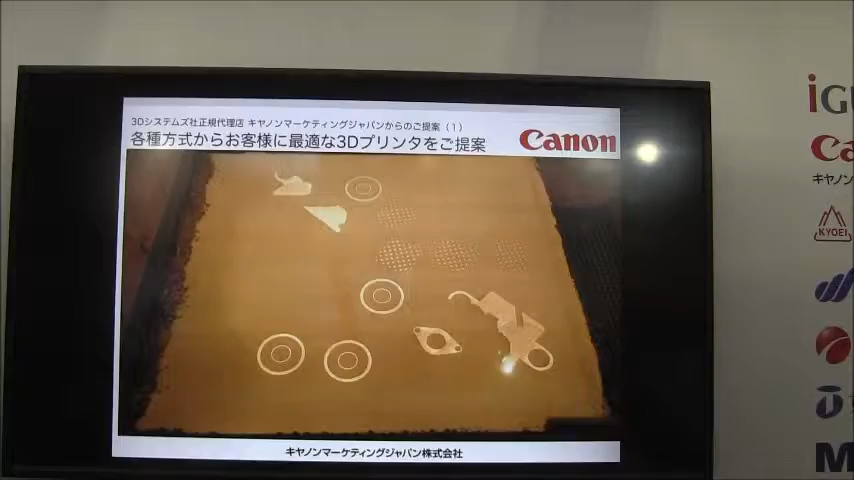 3Dシステムズ社正規代理店 キヤノンマーケティングジャパンからのご提案（1）
各種方式からお客様に最適な3Dプリンタをご提案
Canon
キヤノンマーケティングジャパン株式会社
iG
Ca
キヤノン
KYOEI
M